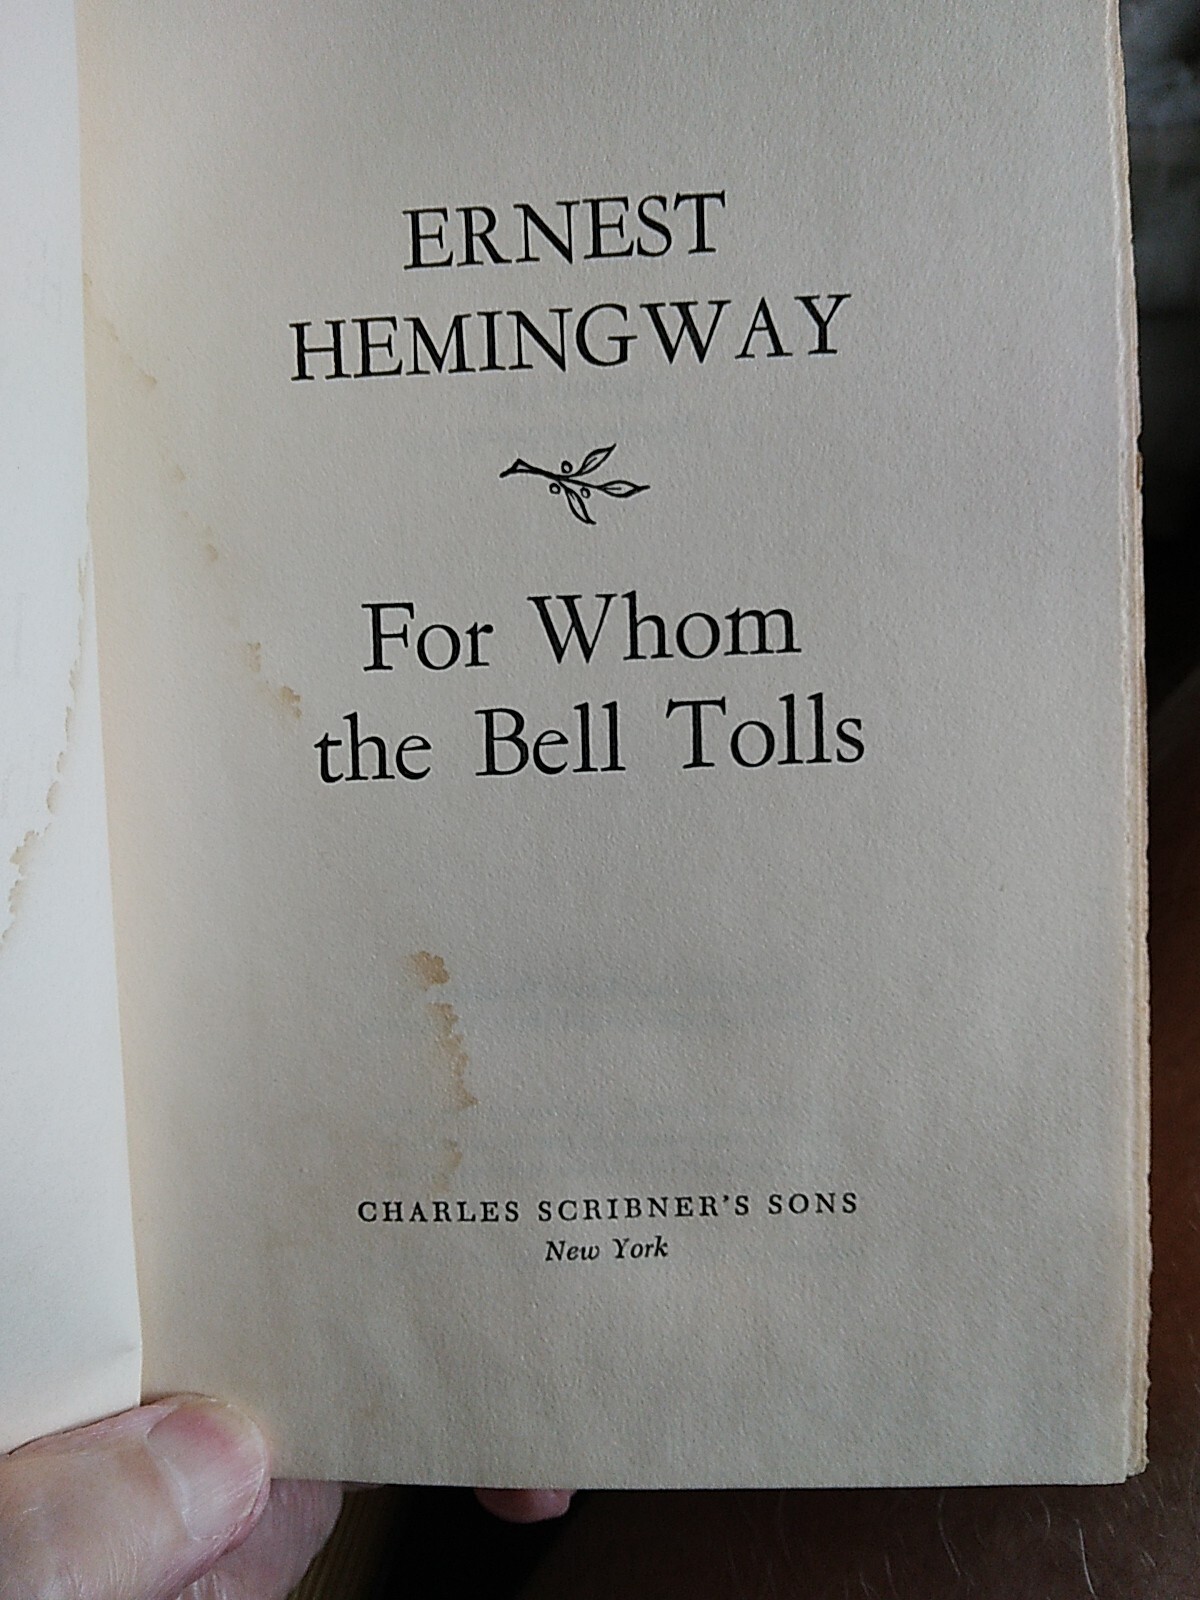 ERNEST
HEMINGWAY
For Whom
the Bell Tolls
CHARLES SCRIBNER'S SONS
New York